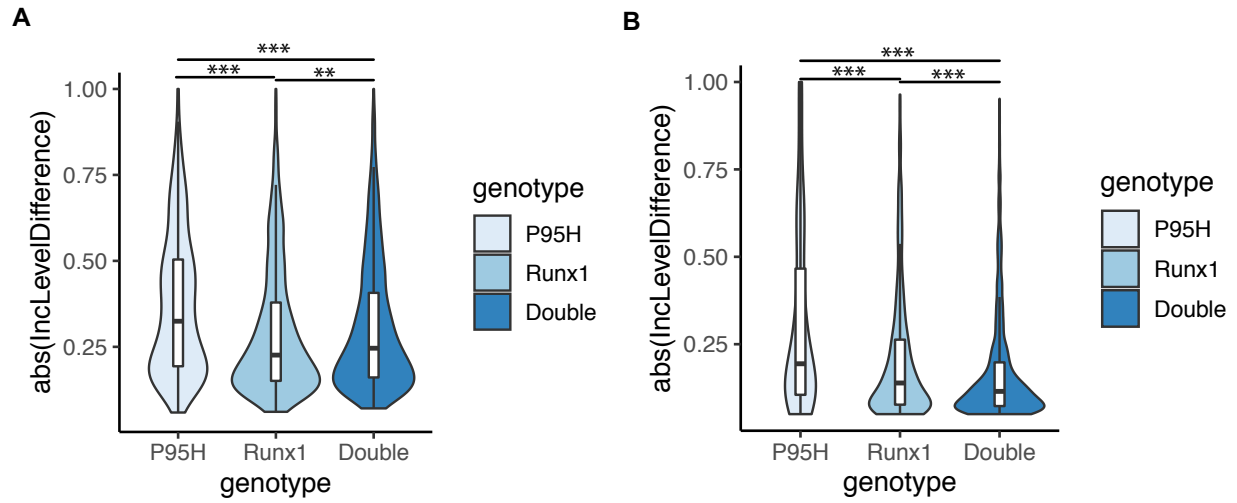 A
***
***
**
1.00
0.75
0.50
0.25
abs(IncLevelDifference)
P95H
Runx1
Double
genotype
genotype
P95H
Runx1
Double
B
***
***
***
1.00
0.75
0.50
0.25
abs(IncLevelDifference)
P95H
Runx1
Double
genotype
genotype
P95H
Runx1
Double